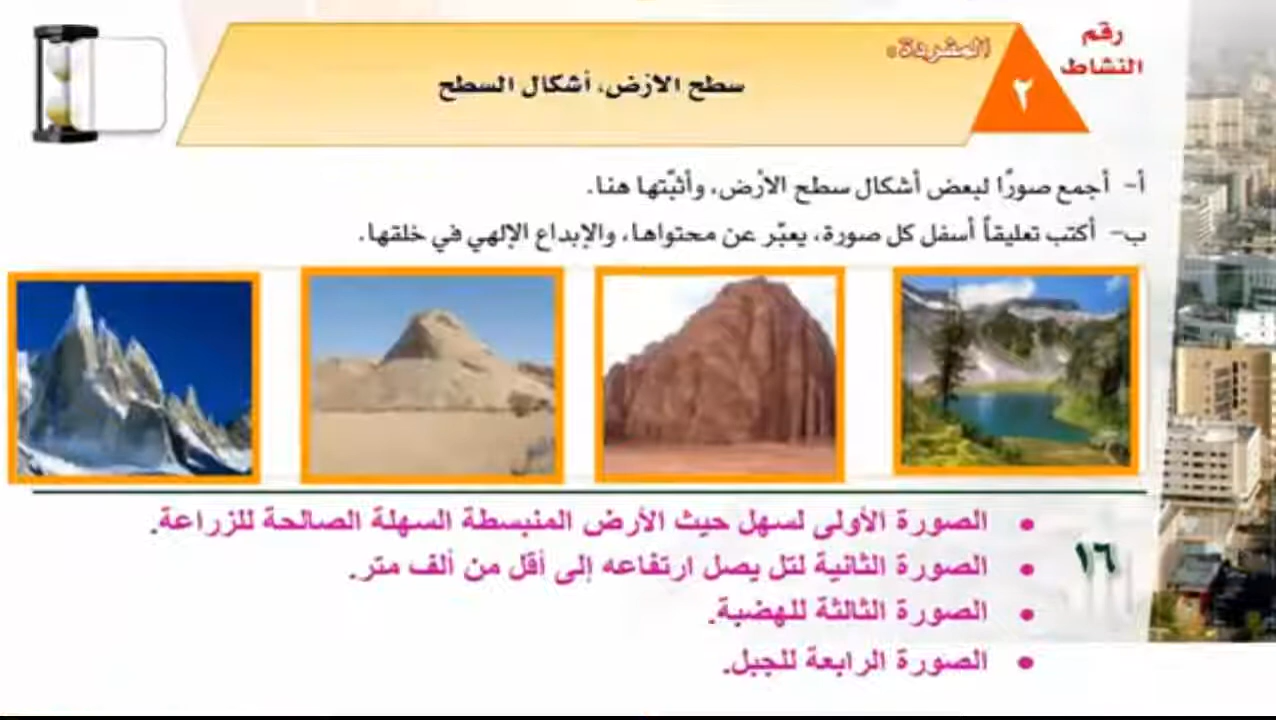 رقم
النشاط
٢
المفردة:
سطح الأرض، أشكال السطح
أ- أجمع صورًا لبعض أشكال سطح الأرض، وأثبّتها هنا.
ب- أكتب تعليقاً أسفل كل صورة، يعبّر عن محتواها، والإبداع الإلهي في خلقها.
• الصورة الأولى لسهل حيث الأرض المنبسطة السهلة الصالحة للزراعة.
• الصورة الثانية لتل يصل ارتفاعه إلى أقل من ألف متر.
• الصورة الثالثة للهضبة.
• الصورة الرابعة للجبل.
١٦